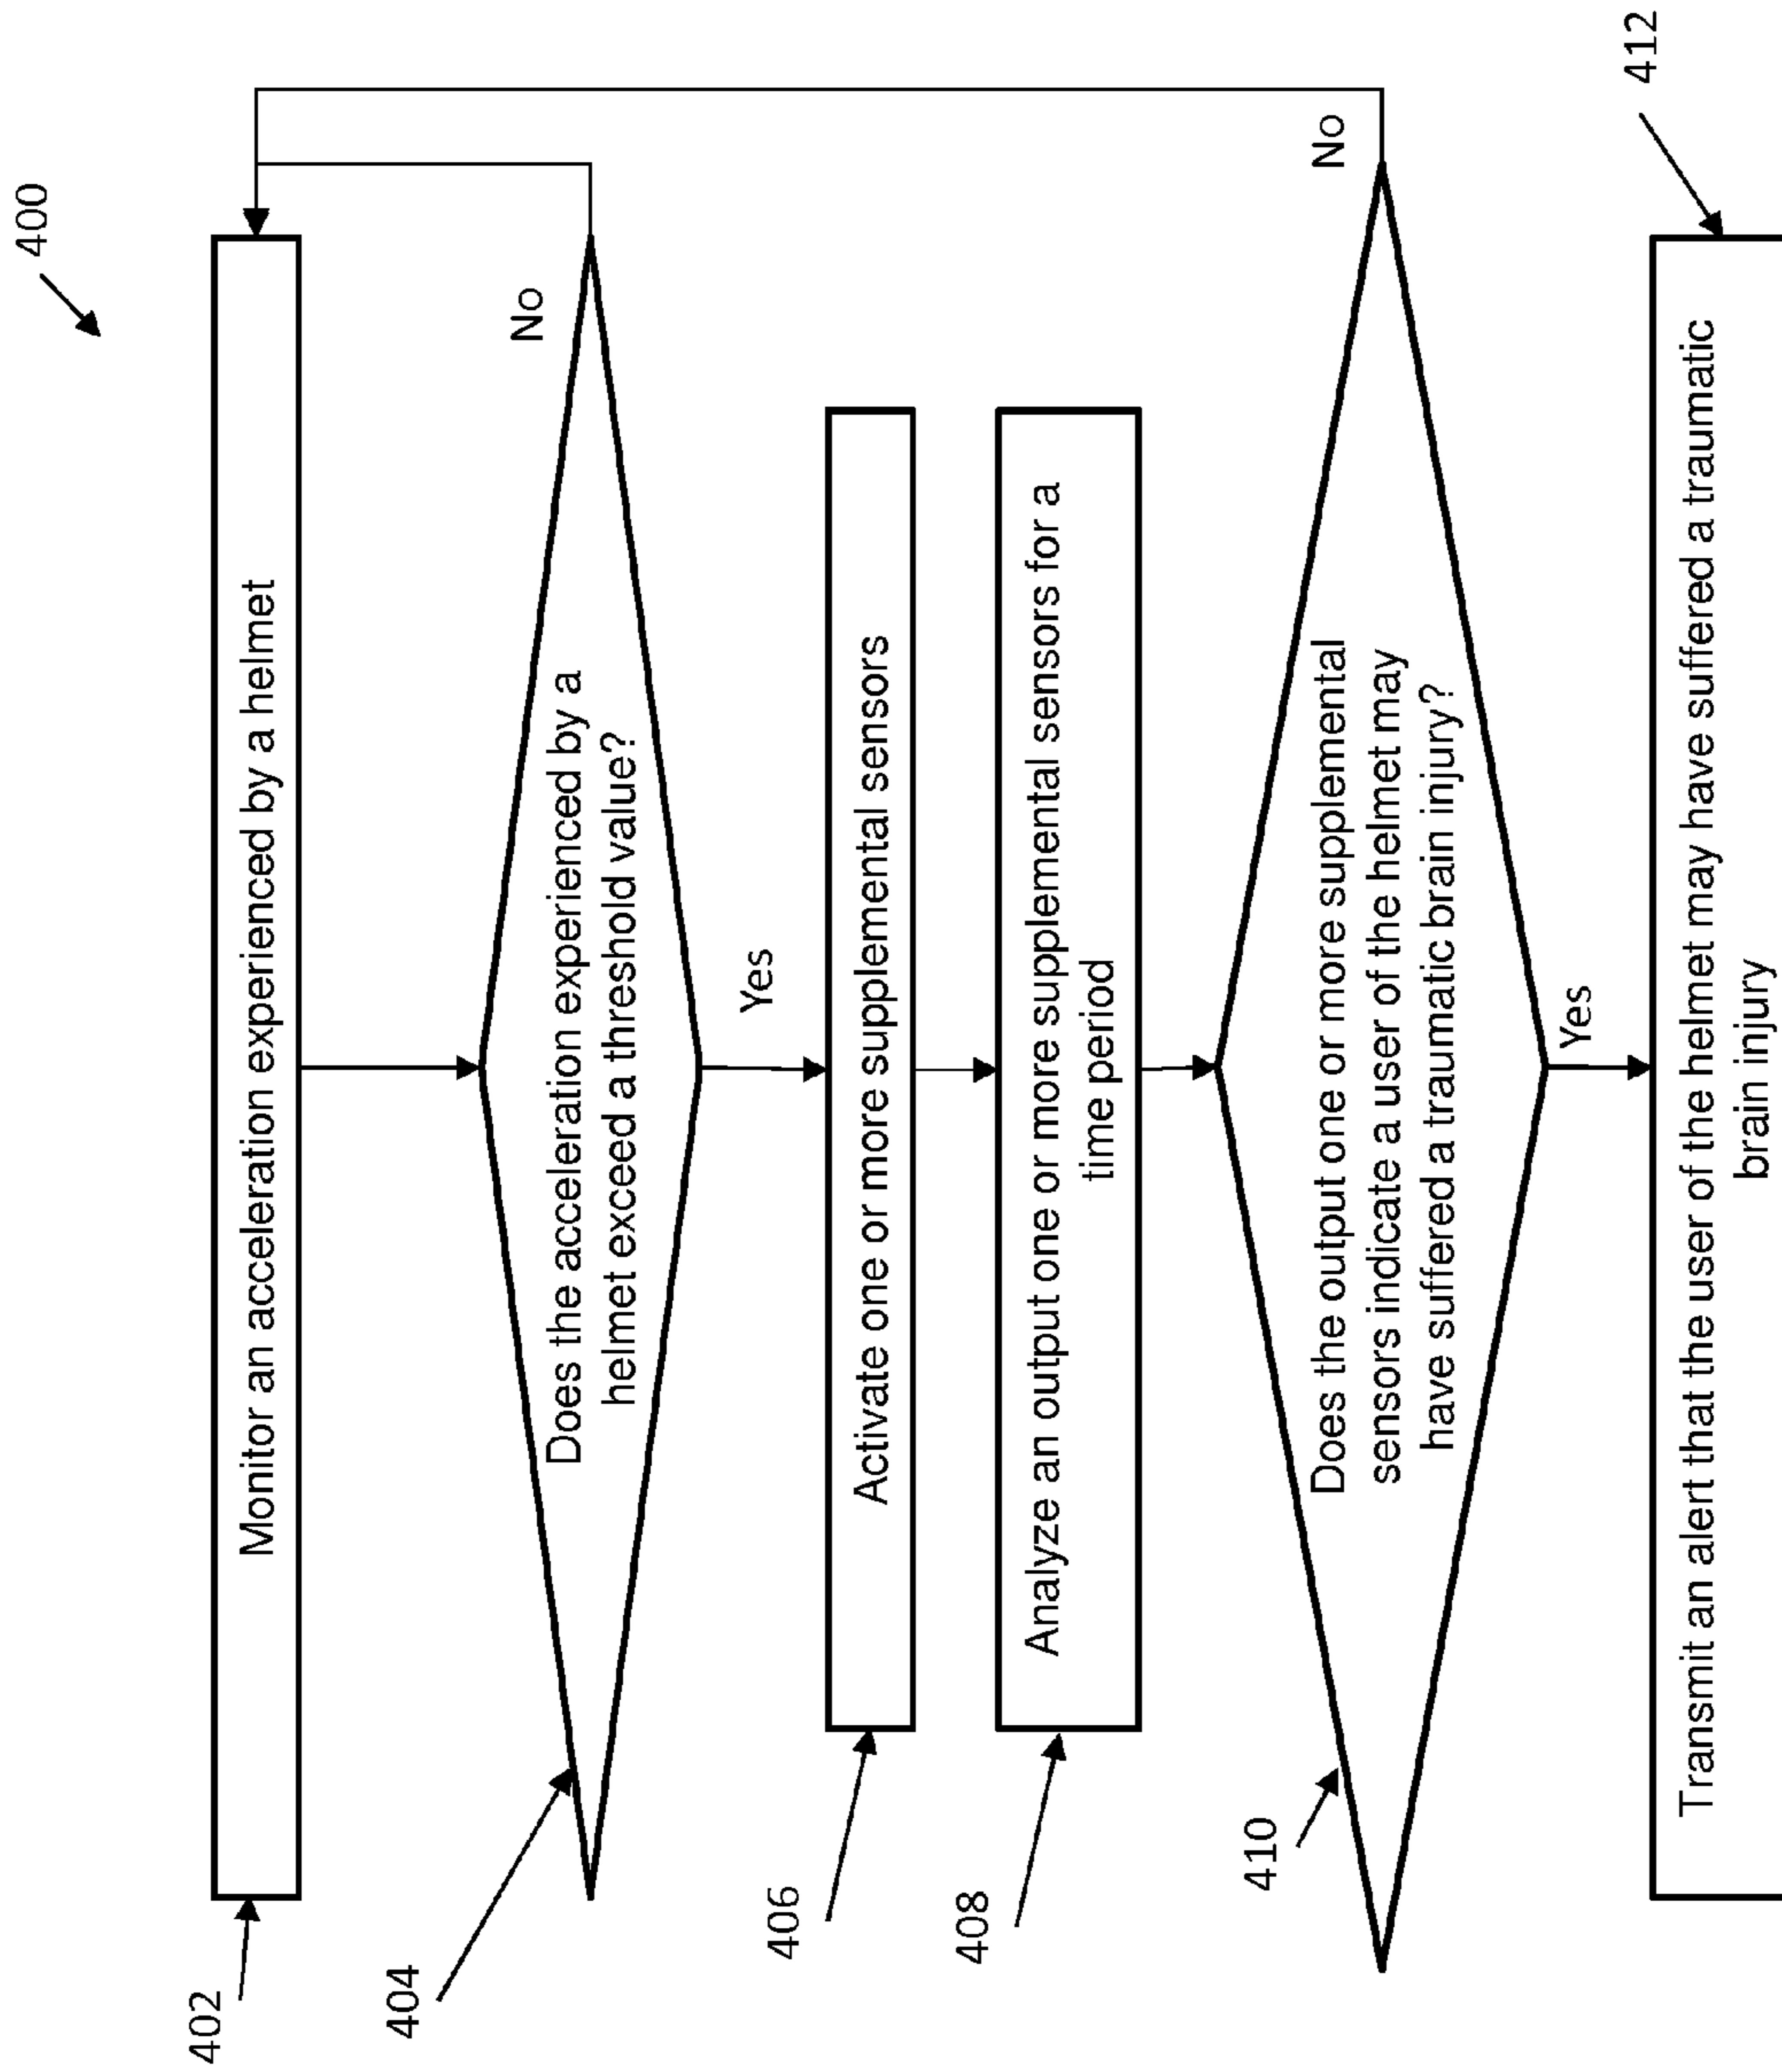 400
402
Monitor an acceleration experienced by a helmet
404
Does the acceleration experienced by a
helmet exceed a threshold value?
No
Yes
406
Activate one or more supplemental sensors
408
Analyze an output one or more supplemental sensors for a
time period
410
Does the output one or more supplemental
sensors indicate a user of the helmet may
have suffered a traumatic brain injury?
No
Yes
412
Transmit an alert that the user of the helmet may have suffered a traumatic
brain injury